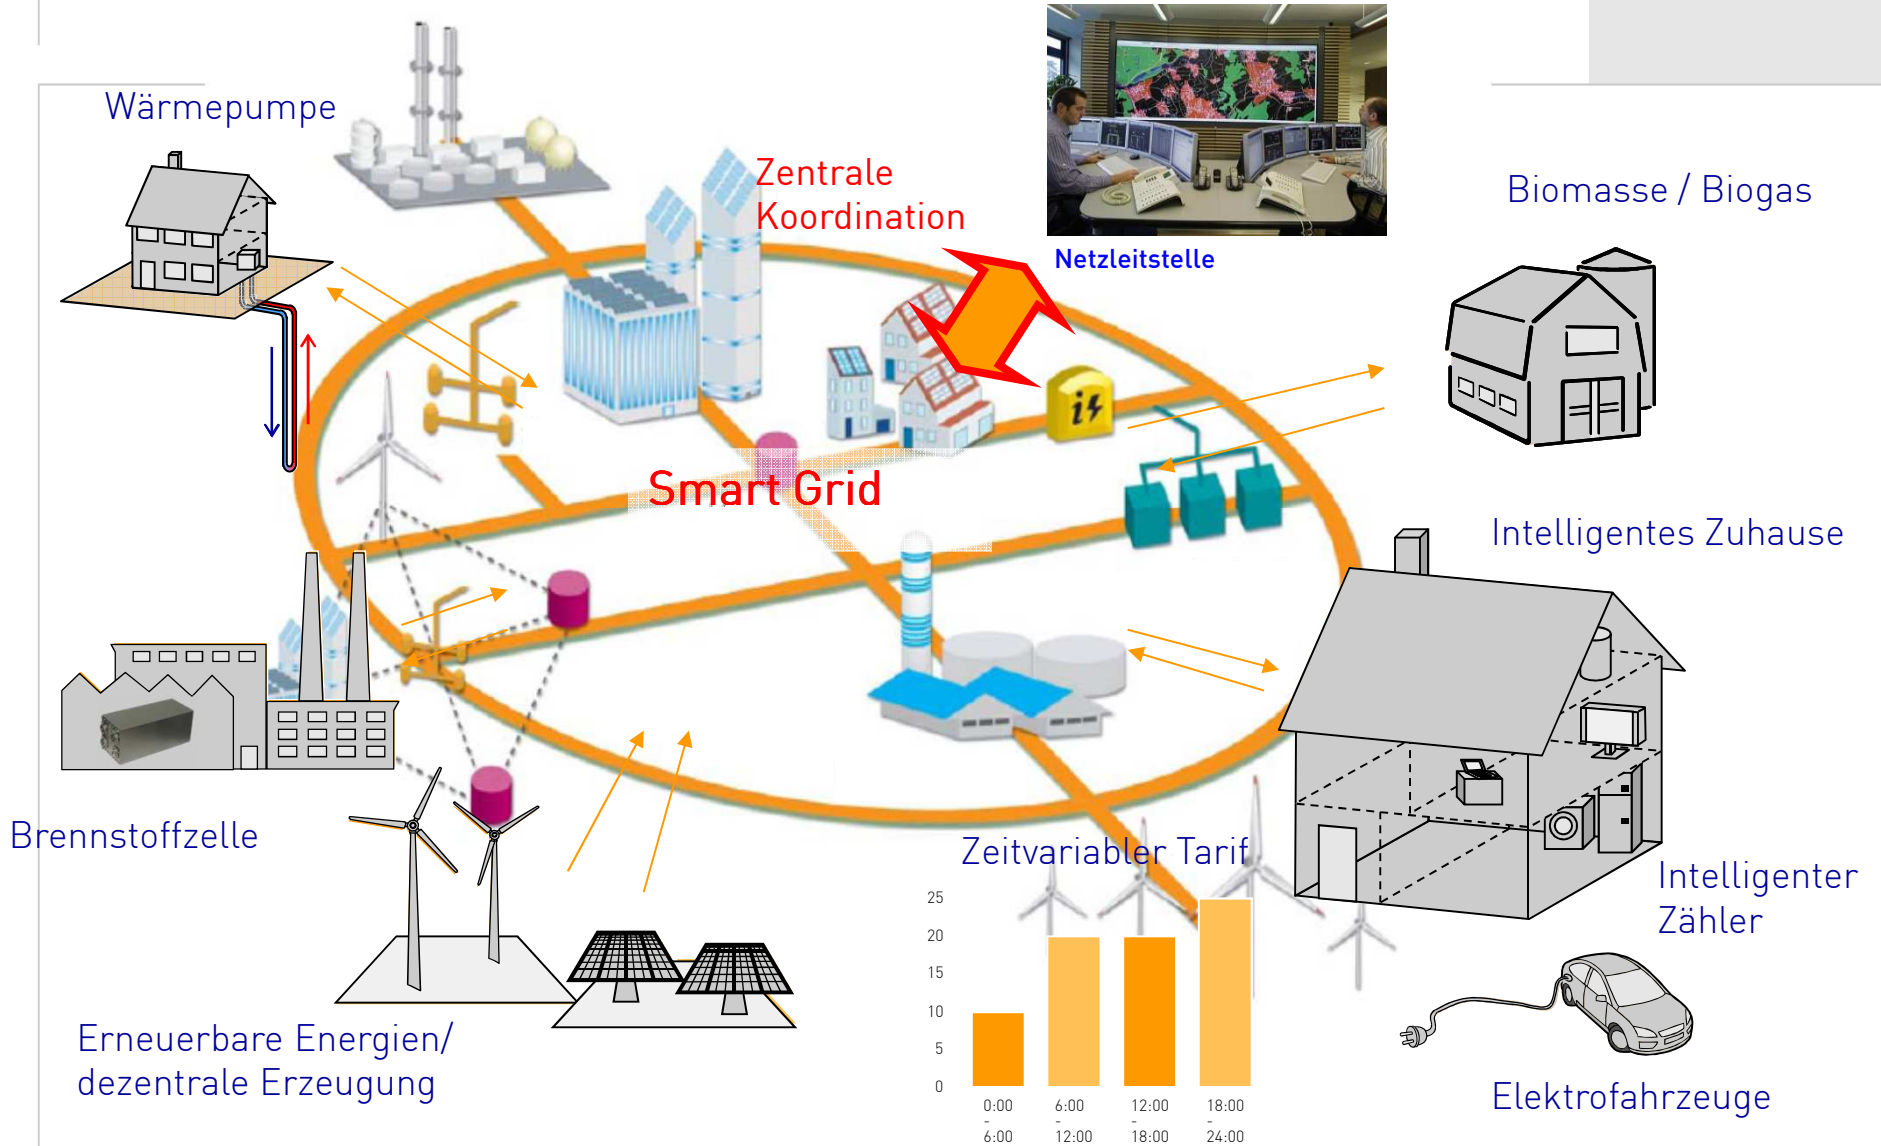 Wärmepumpe
Zentrale
Koordination
Netzleitstelle
Biomasse / Biogas
Smart Grid
i
Intelligentes Zuhause
Brennstoffzelle
Zeitvariabler Tarif
Intelligenter
Zähler
Erneuerbare Energien/
dezentrale Erzeugung
Elektrofahrzeuge
25
20
15
10
5
0
0:00
-
6:00
6:00
-
12:00
12:00
-
18:00
18:00
-
24:00